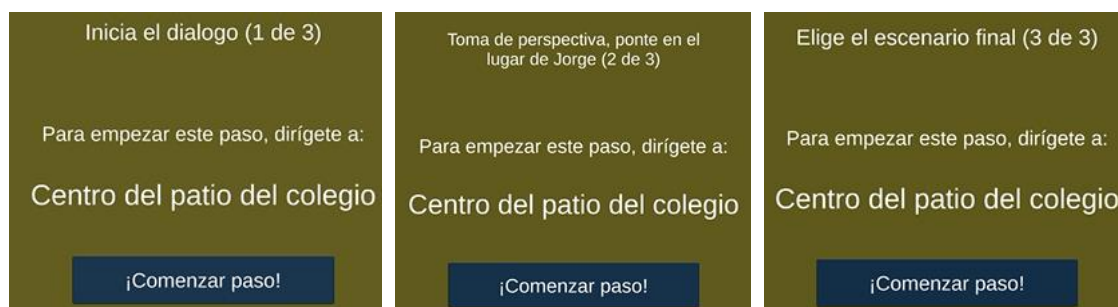 Inicia el dialogo (1 de 3)
Para empezar este paso, dirígete a:
Centro del patio del colegio
¡Comenzar paso!
Toma de perspectiva, ponte en el
lugar de Jorge (2 de 3)
Para empezar este paso, dirígete a:
Centro del patio del colegio
¡Comenzar paso!
Elige el escenario final (3 de 3)
Para empezar este paso, dirígete a:
Centro del patio del colegio
¡Comenzar paso!